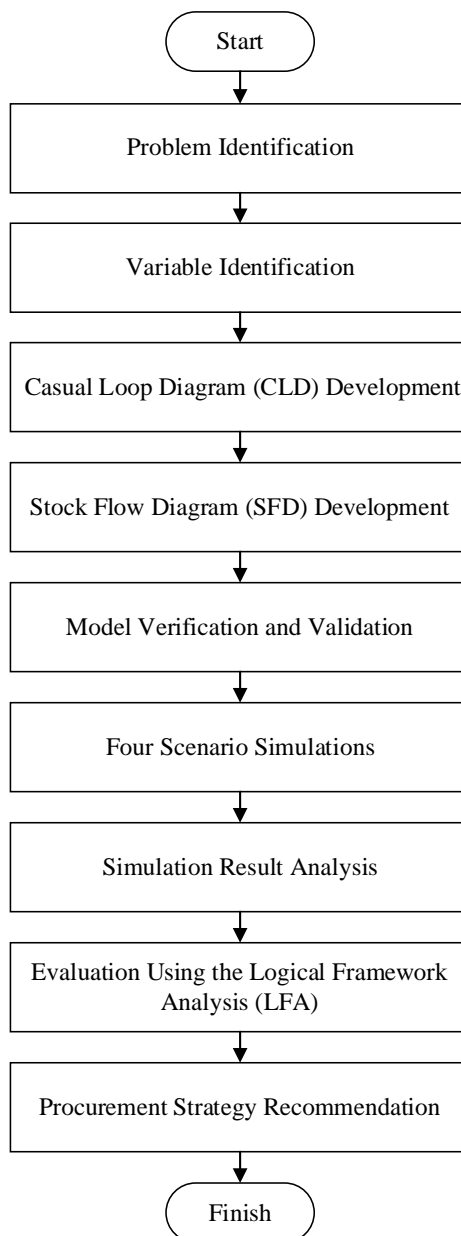 Start
Problem Identification
Variable Identification
Casual Loop Diagram (CLD) Development
Stock Flow Diagram (SFD) Development
Model Verification and Validation
Four Scenario Simulations
Simulation Result Analysis
Evaluation Using the Logical Framework
Analysis (LFA)
Procurement Strategy Recommendation
Finish